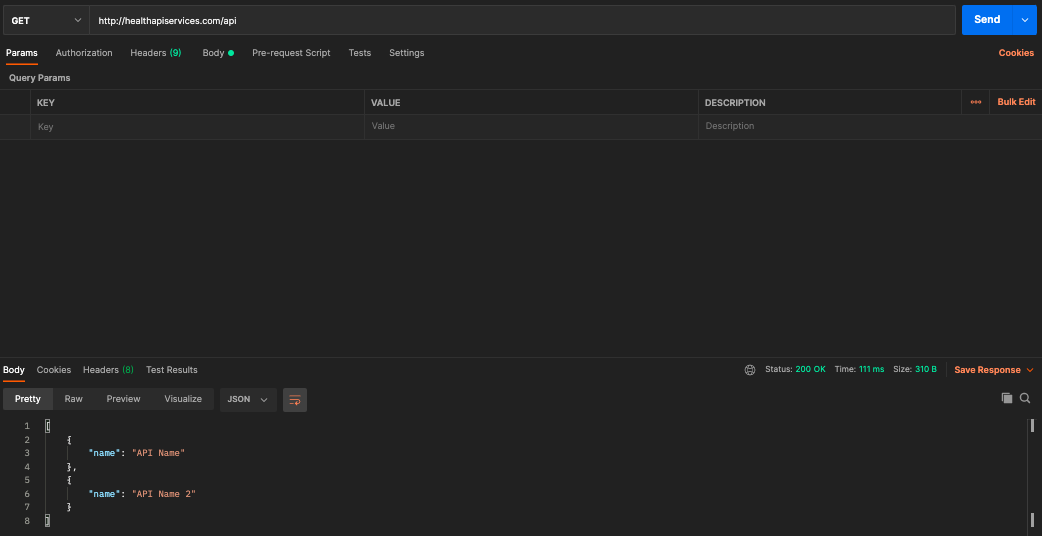 GET http://healthapiservices.com/api Send
Params Authorization Headers (9) Body Pre-request Script Tests Settings Cookies
Query Params
KEY VALUE DESCRIPTION Bulk Edit
Key Value Description
Body Cookies Headers (8) Test Results Status: 200 OK Time: 111 ms Size: 310 B Save Response
Pretty Raw Preview Visualize JSON
1 [
2 {
3 "name": "API Name"
4 },
5 {
6 "name": "API Name 2"
7 }
8 ]